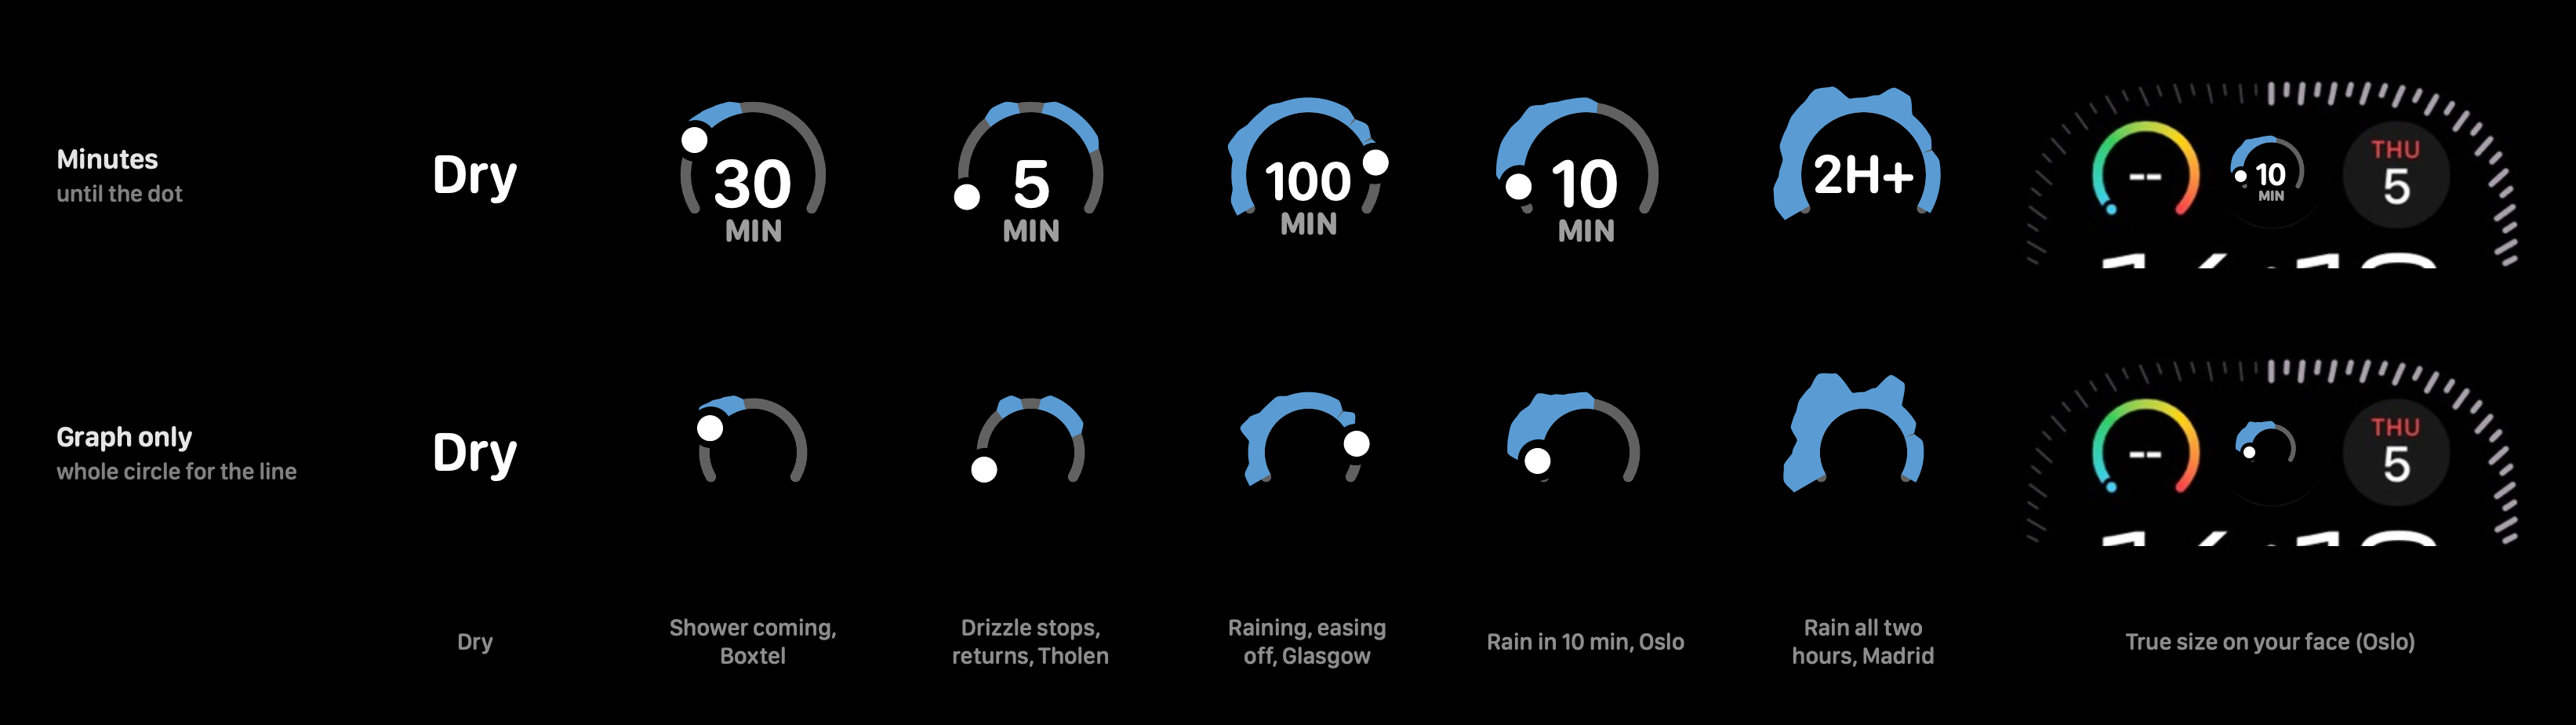 Minutes
until the dot
Dry
30
MIN
5
MIN
100
MIN
10
MIN
2H+
--
10
MIN
THU
5
Graph only
whole circle for the line
Dry
--
THU
5
Dry
Shower coming,
Boxtel
Drizzle stops,
returns, Tholen
Raining, easing
off, Glasgow
Rain in 10 min, Oslo
Rain all two
hours, Madrid
True size on your face (Oslo)